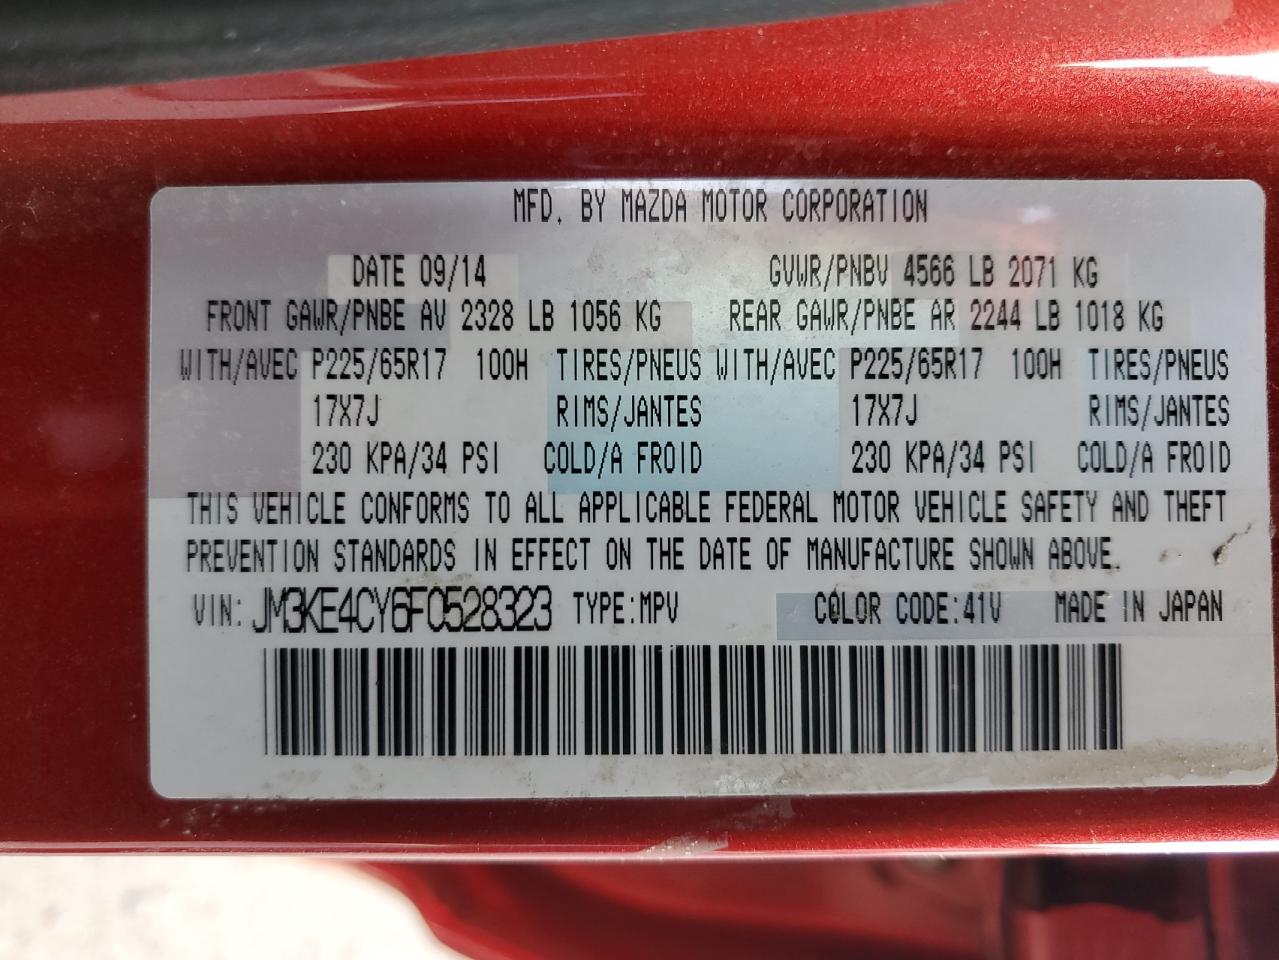 MFD. BY MAZDA MOTOR CORPORATION
DATE 09/14 GVWR/PNBV 4566 LB 2071 KG
FRONT GAWR/PNBE AV 2328 LB 1056 KG REAR GAWR/PNBE AR 2244 LB 1018 KG
WITH/AVEC P225/65R17 100H TIRES/PNEUS WITH/AVEC P225/65R17 100H TIRES/PNEUS
17X7J RIMS/JANTES 17X7J RIMS/JANTES
230 KPA/34 PSI COLD/A FROID 230 KPA/34 PSI COLD/A FROID
THIS VEHICLE CONFORMS TO ALL APPLICABLE FEDERAL MOTOR VEHICLE SAFETY AND THEFT
PREVENTION STANDARDS IN EFFECT ON THE DATE OF MANUFACTURE SHOWN ABOVE.
VIN: JM3KE4CY6F0528323 TYPE:MPV COLOR CODE:41V MADE IN JAPAN